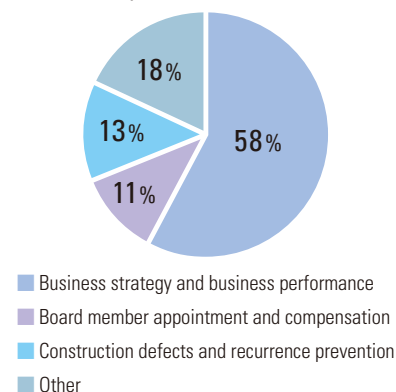 18%
13%
58%
11%
Business strategy and business performance
Board member appointment and compensation
Construction defects and recurrence prevention
Other